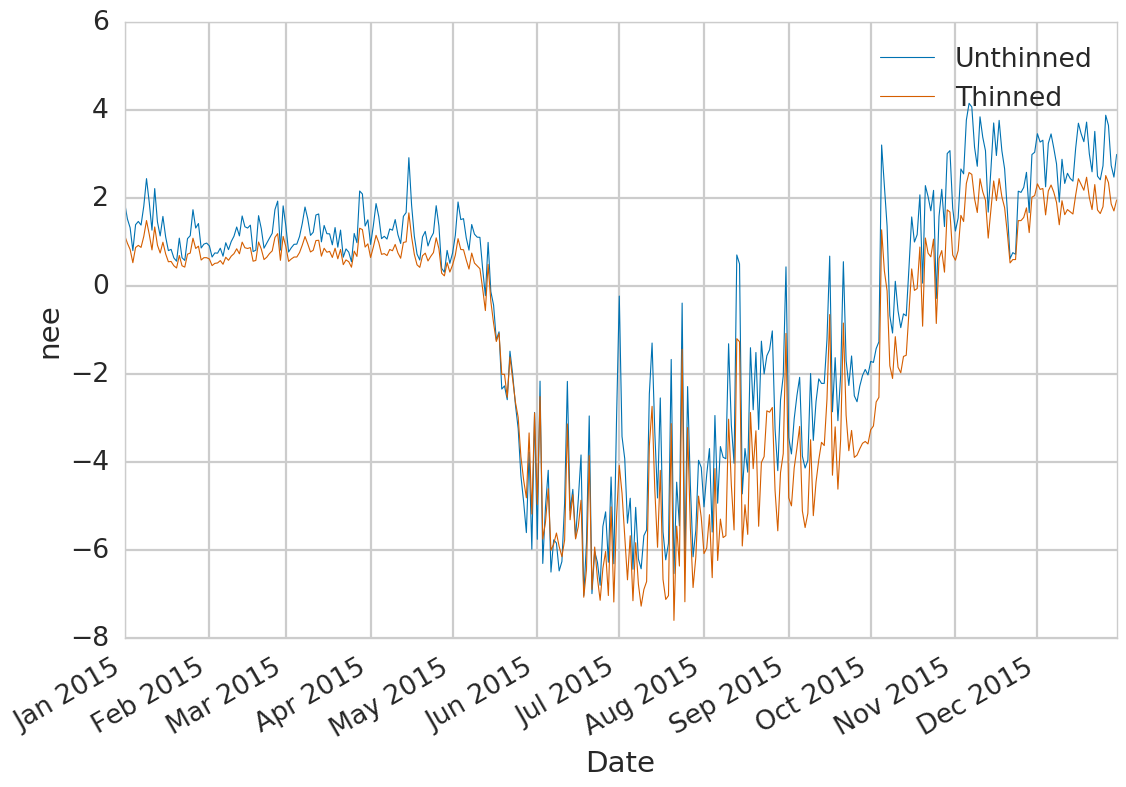 6
4
2
0
−2
−4
−6
−8
nee
Unthinned
Thinned
Jan 2015
Feb 2015
Mar 2015
Apr 2015
May 2015
Jun 2015
Jul 2015
Aug 2015
Sep 2015
Oct 2015
Nov 2015
Dec 2015
Date